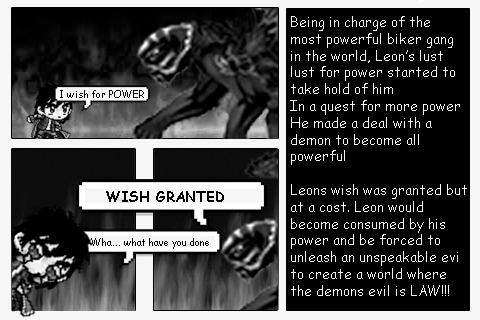 I wish for POWER
WISH GRANTED
Wha... what have you done
Being in charge of the
most powerful biker gang
in the world, Leon's lust
lust for power started to
take hold of him
In a quest for more power
He made a deal with a
demon to become all
powerful
Leons wish was granted but
at a cost. Leon would
become consumed by his
power and be forced to
unleash an unspeakable evi
to create a world where
the demons evil is LAW!!!